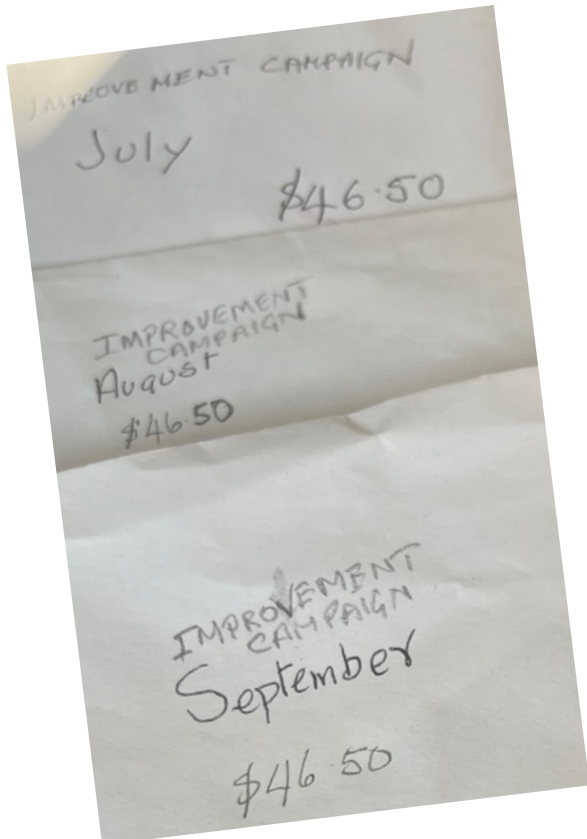 IMPROVEMENT CAMPAIGN
July
$46.50
IMPROVEMENT
CAMPAIGN
August
$46.50
IMPROVEMENT
CAMPAIGN
September
$46.50